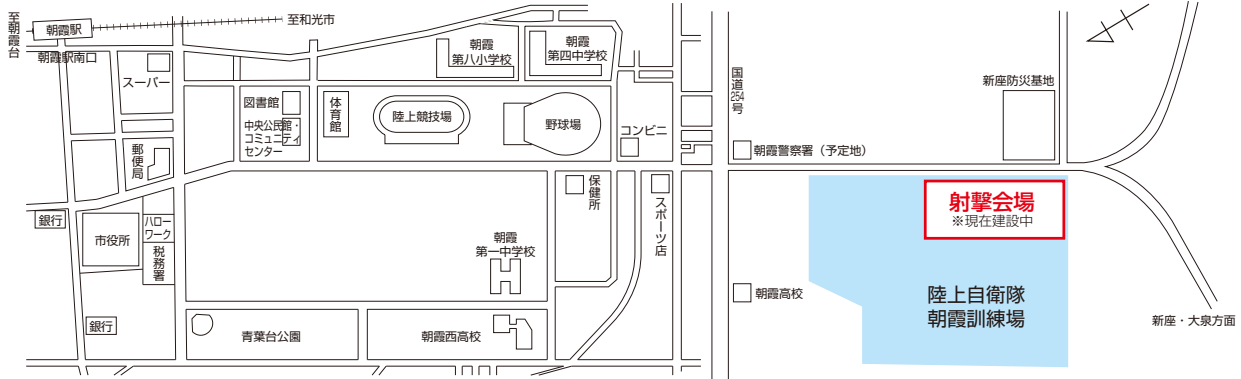 至朝霞台
朝霞駅
至和光市
朝霞駅南口
スーパー
郵便局
図書館
中央公民館・
コミュニティ
センター
体育館
陸上競技場
朝霞
第八小学校
朝霞
第四中学校
野球場
コンビニ
国道254号
朝霞警察署（予定地）
新座防災基地
銀行
市役所
ハロー
ワーク
税務署
朝霞
第一中学校
保健所
スポーツ店
射撃会場
※現在建設中
朝霞高校
陸上自衛隊
朝霞訓練場
新座・大泉方面
銀行
青葉台公園
朝霞西高校